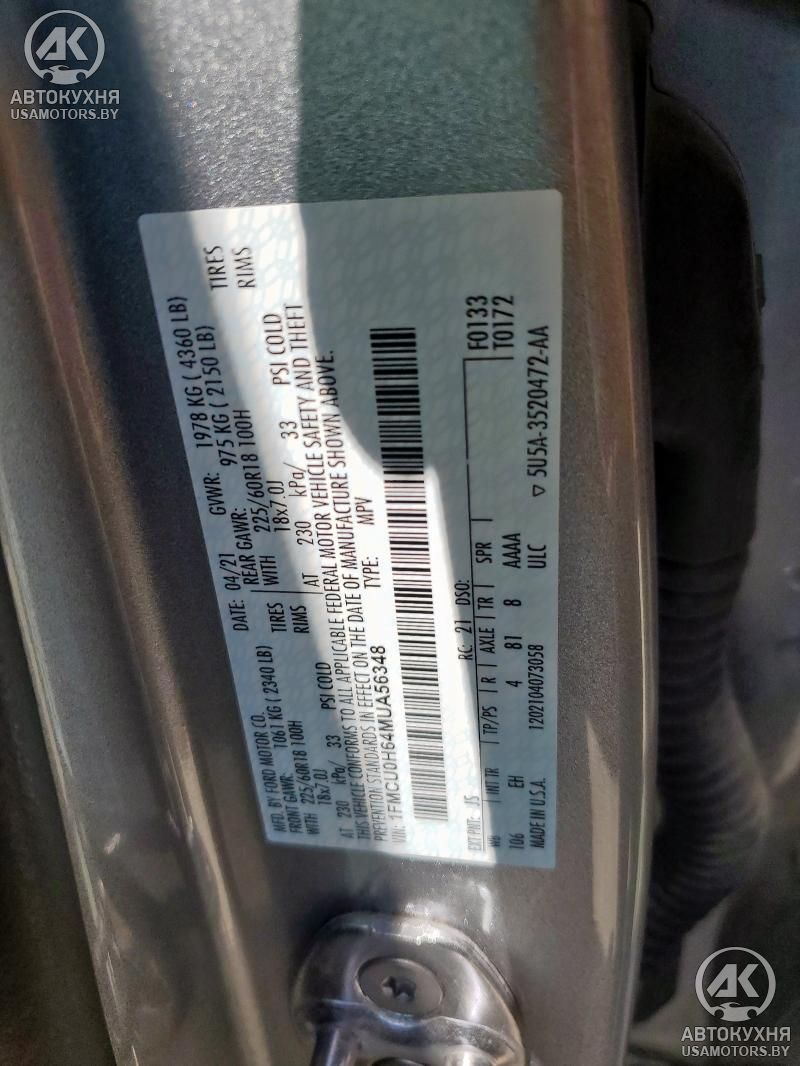 AK
АВТОКУХНЯ
USAMOTORS.BY
MFD. BY FORD MOTOR CO.
DATE: 04/21 GVWR: 1978 KG ( 4360 LB)
FRONT GAWR: 1061 KG ( 2340 LB)
REAR GAWR: 975 KG ( 2150 LB)
WITH 225/60R18 100H TIRES
WITH 225/60R18 100H TIRES
18x7.0J RIMS
18x7.0J RIMS
AT 230 kPa/ 33 PSI COLD
AT 230 kPa/ 33 PSI COLD
THIS VEHICLE CONFORMS TO ALL APPLICABLE FEDERAL MOTOR VEHICLE SAFETY AND THEFT
PREVENTION STANDARDS IN EFFECT ON THE DATE OF MANUFACTURE SHOWN ABOVE.
VIN: 1FMCU0H64MUA56348 TYPE: MPV
EXT PNT: JS RC: 21 DSO: F0133
WB INT TR TP/PS R AXLE TR SPR T0172
106 EH 4 81 8 AAAA
MADE IN U.S.A. 1202104073058 ULC ▽ 5U5A-3520472-AA
AK
АВТОКУХНЯ
USAMOTORS.BY